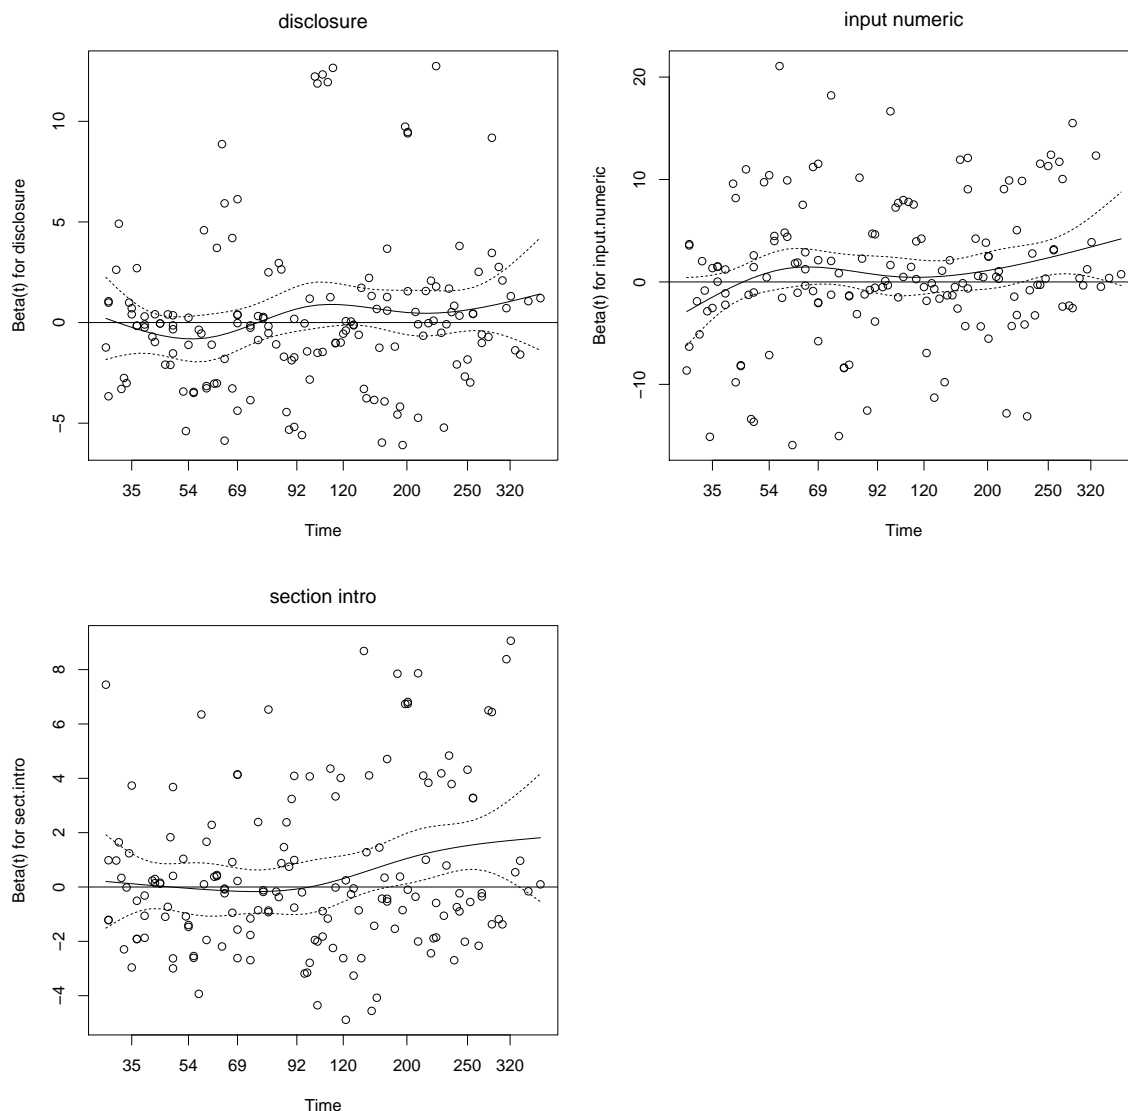 disclosure
Beta(t) for disclosure
10
5
0
−5
35 54 69 92 120 200 250 320
Time
input numeric
Beta(t) for input.numeric
20
10
0
−10
35 54 69 92 120 200 250 320
Time
section intro
Beta(t) for sect.intro
8
6
4
2
0
−2
−4
35 54 69 92 120 200 250 320
Time